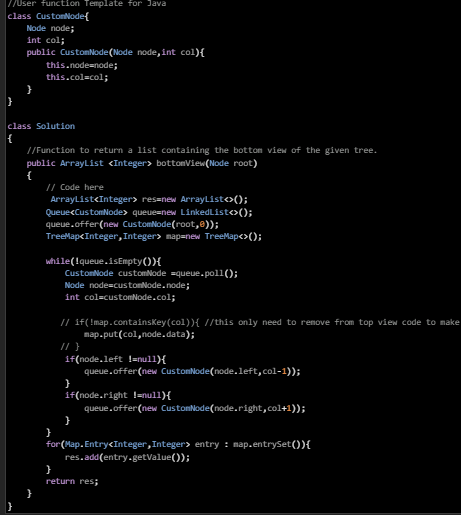 //User function Template for Java
class CustomNode{
    Node node;
    int col;
    public CustomNode(Node node,int col){
        this.node=node;
        this.col=col;
    }
}

class Solution
{
    //Function to return a list containing the bottom view of the given tree.
    public ArrayList <Integer> bottomView(Node root)
    {
        // Code here
         ArrayList<Integer> res=new ArrayList<>();
        Queue<CustomNode> queue=new LinkedList<>();
        queue.offer(new CustomNode(root,0));
        TreeMap<Integer,Integer> map=new TreeMap<>();

        while(!queue.isEmpty()){
            CustomNode customNode =queue.poll();
            Node node=customNode.node;
            int col=customNode.col;

           // if(!map.containsKey(col)){ //this only need to remove from top view code to make
                map.put(col,node.data);
           // }
            if(node.left !=null){
                queue.offer(new CustomNode(node.left,col-1));
            }
            if(node.right !=null){
                queue.offer(new CustomNode(node.right,col+1));
            }
        }
        for(Map.Entry<Integer,Integer> entry : map.entrySet()){
            res.add(entry.getValue());
        }
        return res;
    }
}